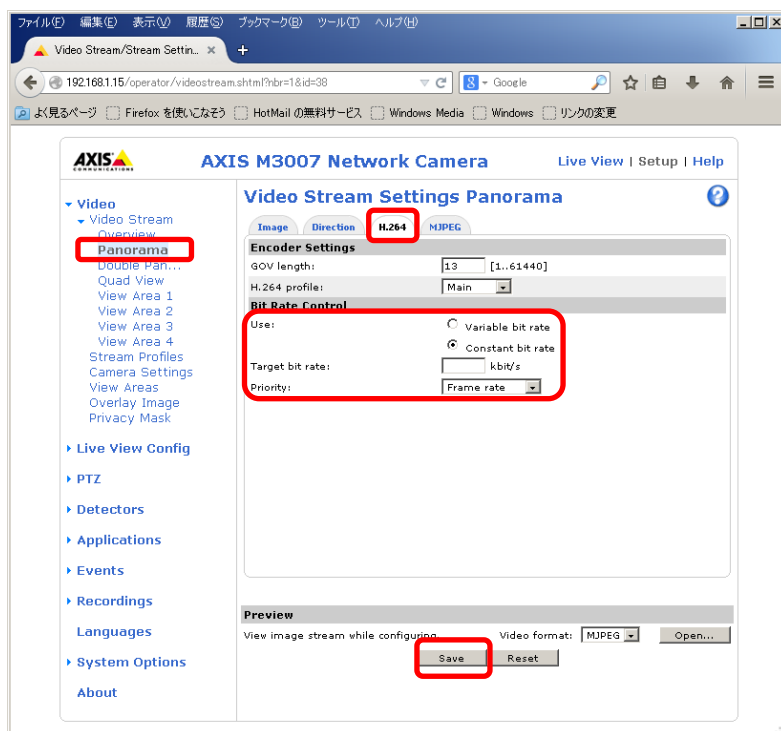 ファイル(F) 編集(E) 表示(V) 履歴(S) ブックマーク(B) ツール(T) ヘルプ(H)
Video Stream/Stream Settin... × +
192.168.1.15/operator/videostream.shtml?nbr=1&id=38 8 - Google
よく見るページ Firefox を使いこなそう HotMail の無料サービス Windows Media Windows リンクの変更
AXIS COMMUNICATIONS
AXIS M3007 Network Camera
Live View | Setup | Help
Video
Video Stream
Overview
Panorama
Double Pan...
Quad View
View Area 1
View Area 2
View Area 3
View Area 4
Stream Profiles
Camera Settings
View Areas
Overlay Image
Privacy Mask
Live View Config
PTZ
Detectors
Applications
Events
Recordings
Languages
System Options
About
Video Stream Settings Panorama ?
Image Direction H.264 MJPEG
Encoder Settings
GOV length: 13 [1..61440]
H.264 profile: Main
Bit Rate Control
Use: Variable bit rate
Constant bit rate
Target bit rate: kbit/s
Priority: Frame rate
Preview
View image stream while configuring. Video format: MJPEG Open...
Save Reset